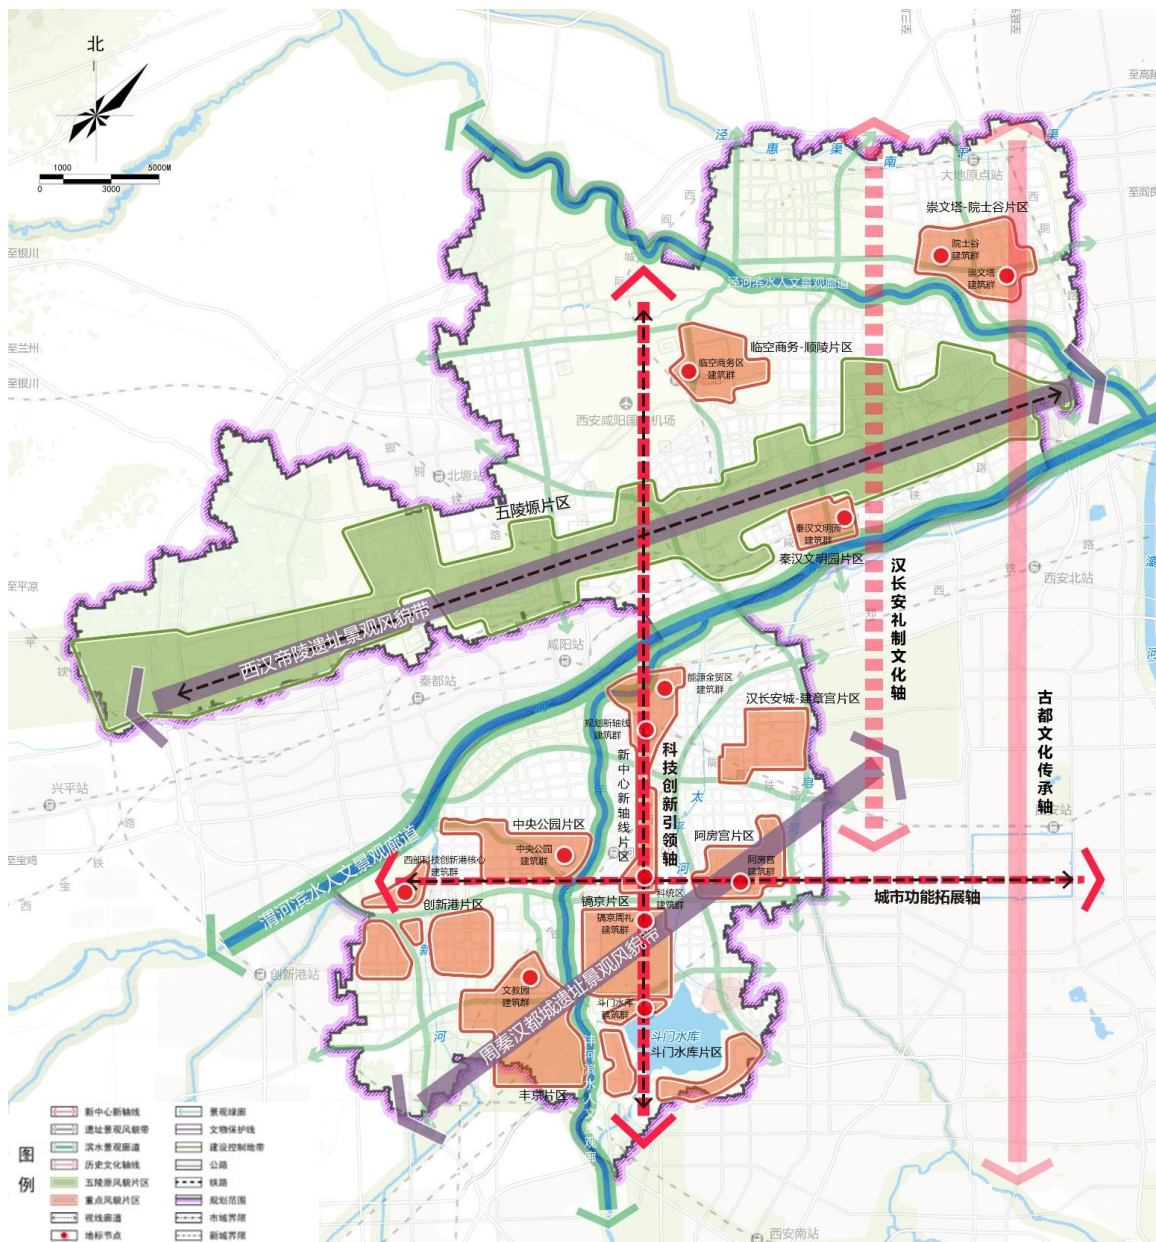 北
1000
5000M
0
3000
至高陵
至阎良
至银川
至兰州
至银川
至平凉
至宝鸡
泾
惠
渠
南
干
渠
大地原点站
崇文塔-院士谷片区
院士谷
建筑群
崇文塔
建筑群
泾河滨水人文景观廊道
临空商务-顺陵片区
临空商务区
建筑群
西安咸阳国际机场
北塬站
五陵塬片区
秦汉文明园
建筑群
秦汉文明园片区
西安北站
汉长安礼制文化轴
古都文化传承轴
西汉帝陵遗址景观风貌带
咸阳站
秦都站
兴平站
能源金贸区
建筑群
规划新轴线
建筑群
汉长安城-建章宫片区
新中心新轴线片区
科技创新引领轴
太
平
河
皂
河
中央公园片区
中央公园
建筑群
阿房宫片区
阿房宫
建筑群
西部科技创新港核心
建筑群
科统区
建筑群
城市功能拓展轴
渭河滨水人文景观廊道
创新港片区
镐京片区
镐京周礼
建筑群
创新港站
新
河
文教园
建筑群
斗门水库
建筑群
斗门水库
斗门水库片区
周秦汉都城遗址景观风貌带
丰京片区
沣河滨水人文景观廊
西安南站
图例
新中心新轴线
遗址景观风貌带
滨水景观廊道
历史文化轴线
五陵原风貌片区
重点风貌片区
视线廊道
地标节点
景观绿廊
文物保护线
建设控制地带
公路
铁路
规划范围
市域界限
新城界限